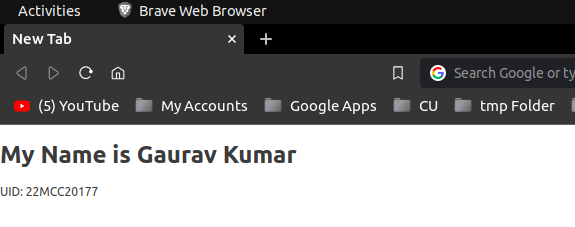 Activities Brave Web Browser
New Tab
Search Google or ty
(5) YouTube My Accounts Google Apps CU tmp Folder
My Name is Gaurav Kumar
UID: 22MCC20177